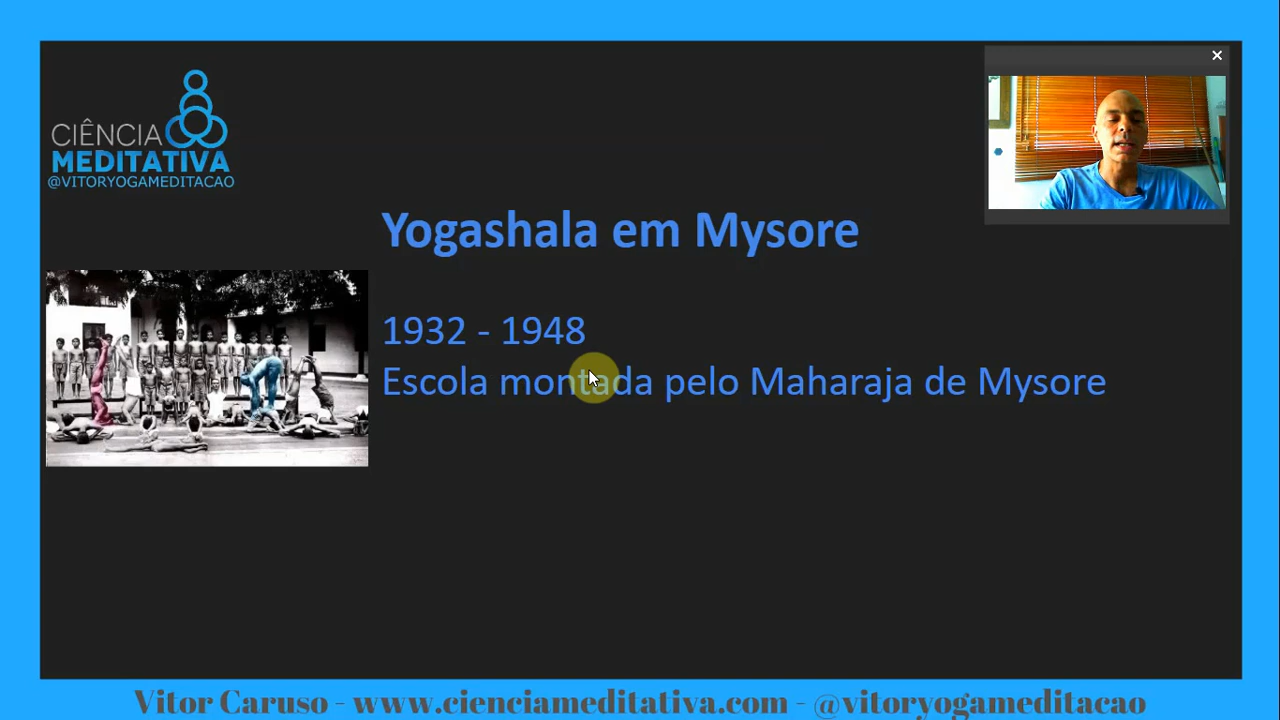 CIÊNCIA
MEDITATIVA
@VITORYOGAMEDITACAO
Yogashala em Mysore
1932 - 1948
Escola montada pelo Maharaja de Mysore
Vitor Caruso - www.cienciameditativa.com - @vitoryogameditacao